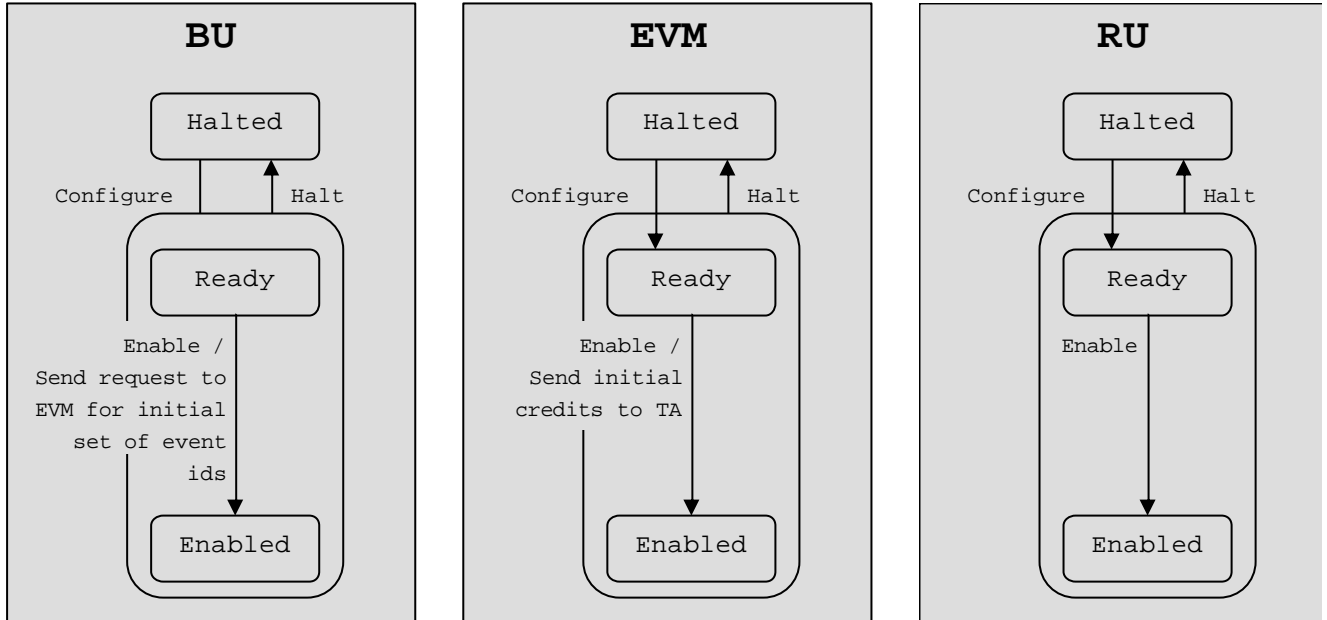 BU
Halted
Configure
Halt
Ready
Enable /
Send request to
EVM for initial
set of event
ids
Enabled
EVM
Halted
Configure
Halt
Ready
Enable /
Send initial
credits to TA
Enabled
RU
Halted
Configure
Halt
Ready
Enable
Enabled